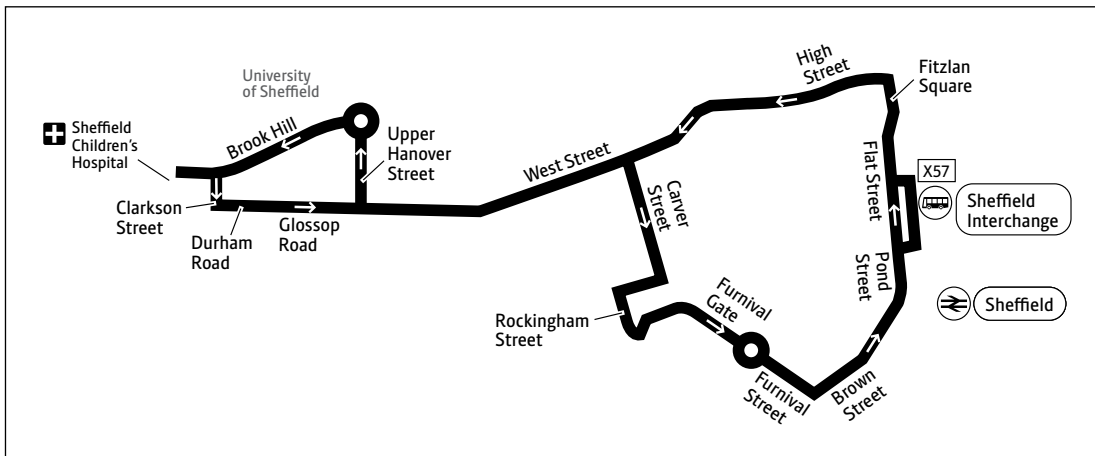 University
of Sheffield
Sheffield
Children's
Hospital
Brook Hill
Upper
Hanover
Street
Clarkson
Street
Durham
Road
Glossop
Road
West Street
High
Street
Fitzlan
Square
Carver
Street
Flat Street
X57
Sheffield
Interchange
Pond
Street
Sheffield
Rockingham
Street
Furnival
Gate
Furnival
Street
Brown
Street